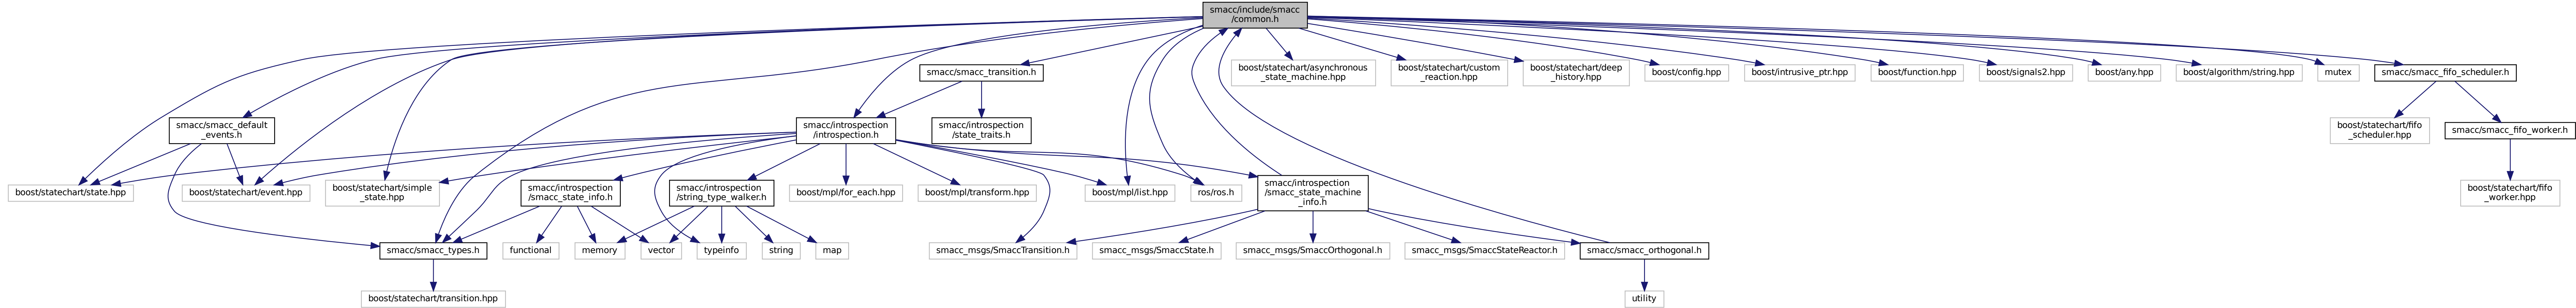 smacc/include/smacc
/common.h
smacc/smacc_transition.h
boost/statechart/asynchronous
_state_machine.hpp
boost/statechart/custom
_reaction.hpp
boost/statechart/deep
_history.hpp
boost/config.hpp
boost/intrusive_ptr.hpp
boost/function.hpp
boost/signals2.hpp
boost/any.hpp
boost/algorithm/string.hpp
mutex
smacc/smacc_fifo_scheduler.h
smacc/smacc_default
_events.h
smacc/introspection
/introspection.h
smacc/introspection
/state_traits.h
boost/statechart/fifo
_scheduler.hpp
smacc/smacc_fifo_worker.h
boost/statechart/state.hpp
boost/statechart/event.hpp
boost/statechart/simple
_state.hpp
smacc/introspection
/smacc_state_info.h
smacc/introspection
/string_type_walker.h
boost/mpl/for_each.hpp
boost/mpl/transform.hpp
boost/mpl/list.hpp
ros/ros.h
smacc/introspection
/smacc_state_machine
_info.h
boost/statechart/fifo
_worker.hpp
smacc/smacc_types.h
functional
memory
vector
typeinfo
string
map
smacc_msgs/SmaccTransition.h
smacc_msgs/SmaccState.h
smacc_msgs/SmaccOrthogonal.h
smacc_msgs/SmaccStateReactor.h
smacc/smacc_orthogonal.h
boost/statechart/transition.hpp
utility